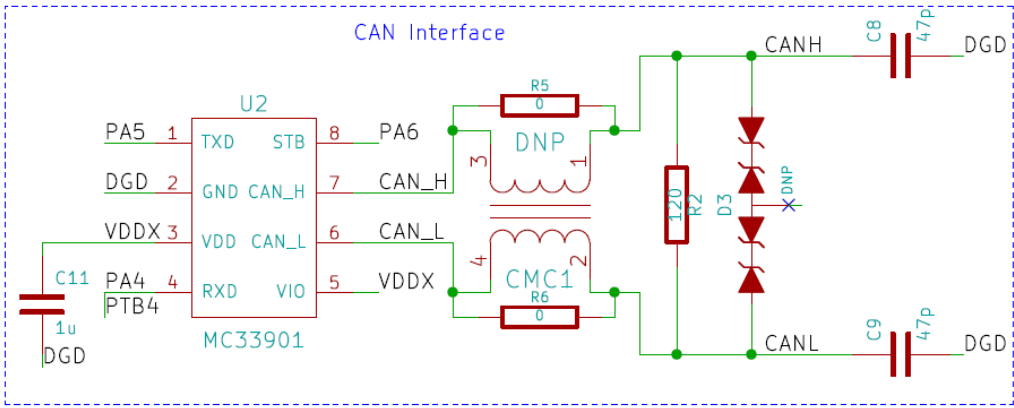 CAN Interface
C8
47p
CANH
DGD
R5
0
U2
PA5
1
TXD
STB
8
PA6
DNP
3
1
DGD
2
GND
CAN_H
7
CAN_H
120
R2
D3
DNP
VDDX
3
VDD
CAN_L
6
CAN_L
4
2
C11
1u
DGD
PA4
4
RXD
VIO
5
VDDX
PTB4
CMC1
R6
0
MC33901
C9
47p
CANL
DGD